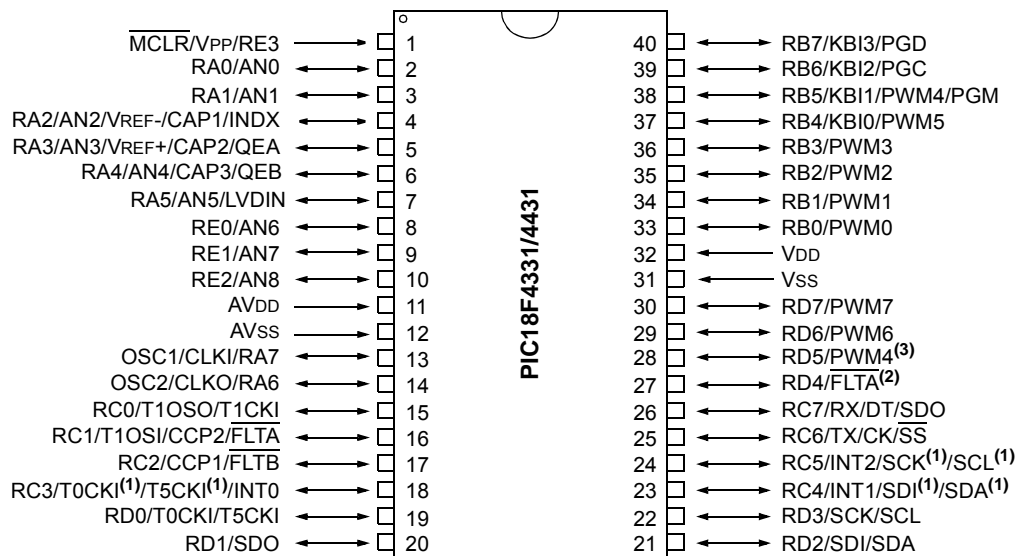 MCLR/VPP/RE3 1
RA0/AN0 2
RA1/AN1 3
RA2/AN2/VREF-/CAP1/INDX 4
RA3/AN3/VREF+/CAP2/QEA 5
RA4/AN4/CAP3/QEB 6
RA5/AN5/LVDIN 7
RE0/AN6 8
RE1/AN7 9
RE2/AN8 10
AVDD 11
AVSS 12
OSC1/CLKI/RA7 13
OSC2/CLKO/RA6 14
RC0/T1OSO/T1CKI 15
RC1/T1OSI/CCP2/FLTA 16
RC2/CCP1/FLTB 17
RC3/T0CKI(1)/T5CKI(1)/INT0 18
RD0/T0CKI/T5CKI 19
RD1/SDO 20
PIC18F4331/4431
40 RB7/KBI3/PGD
39 RB6/KBI2/PGC
38 RB5/KBI1/PWM4/PGM
37 RB4/KBI0/PWM5
36 RB3/PWM3
35 RB2/PWM2
34 RB1/PWM1
33 RB0/PWM0
32 VDD
31 VSS
30 RD7/PWM7
29 RD6/PWM6
28 RD5/PWM4(3)
27 RD4/FLTA(2)
26 RC7/RX/DT/SDO
25 RC6/TX/CK/SS
24 RC5/INT2/SCK(1)/SCL(1)
23 RC4/INT1/SDI(1)/SDA(1)
22 RD3/SCK/SCL
21 RD2/SDI/SDA